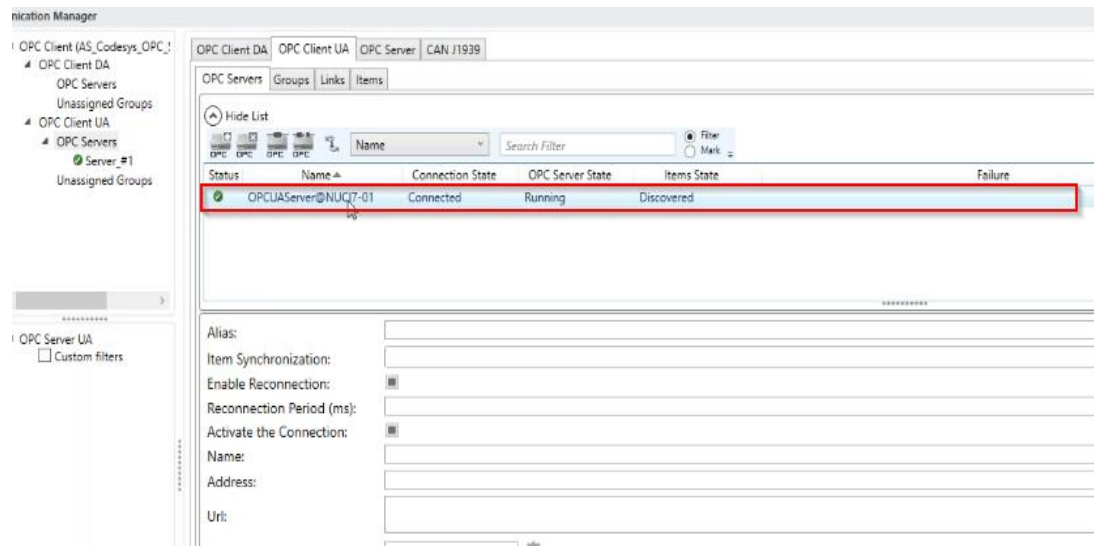 nication Manager
OPC Client (AS_Codesys_OPC_
OPC Client DA
OPC Servers
Unassigned Groups
OPC Client UA
OPC Servers
Server_#1
Unassigned Groups
OPC Server UA
Custom filters
OPC Client DA OPC Client UA OPC Server CAN J1939
OPC Servers Groups Links Items
Hide List
OPC OPC OPC OPC Name Search Filter Filter
Mark
Status Name Connection State OPC Server State Items State Failure
OPCUAServer@NUCI7-01 Connected Running Discovered
Alias:
Item Synchronization:
Enable Reconnection:
Reconnection Period (ms):
Activate the Connection:
Name:
Address:
Url: